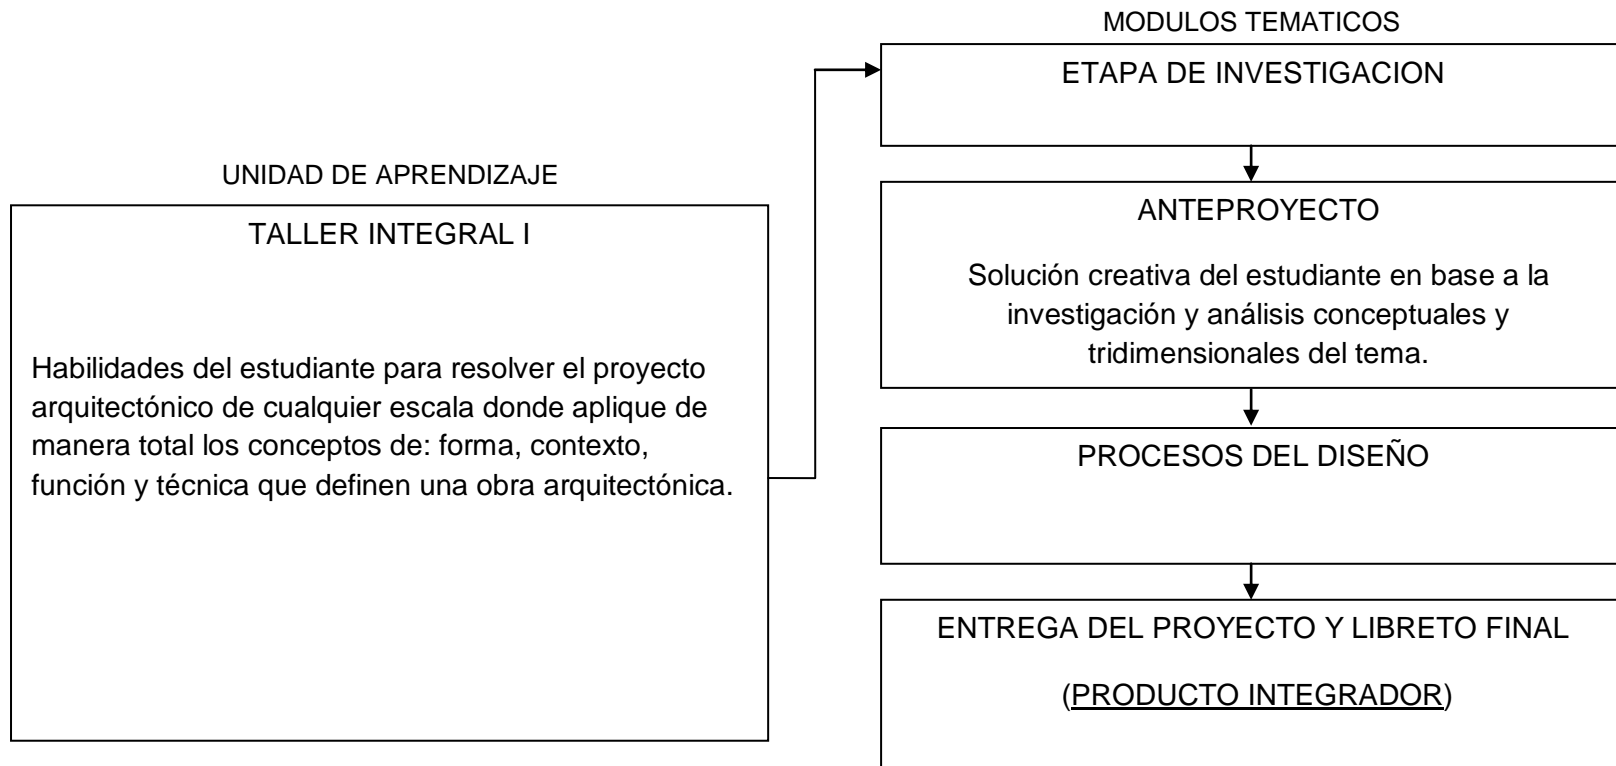 UNIDAD DE APRENDIZAJE
TALLER INTEGRAL I
Habilidades del estudiante para resolver el proyecto
arquitectónico de cualquier escala donde aplique de
manera total los conceptos de: forma, contexto,
función y técnica que definen una obra arquitectónica.
MODULOS TEMATICOS
ETAPA DE INVESTIGACION
ANTEPROYECTO
Solución creativa del estudiante en base a la
investigación y análisis conceptuales y
tridimensionales del tema.
PROCESOS DEL DISEÑO
ENTREGA DEL PROYECTO Y LIBRETO FINAL
(PRODUCTO INTEGRADOR)